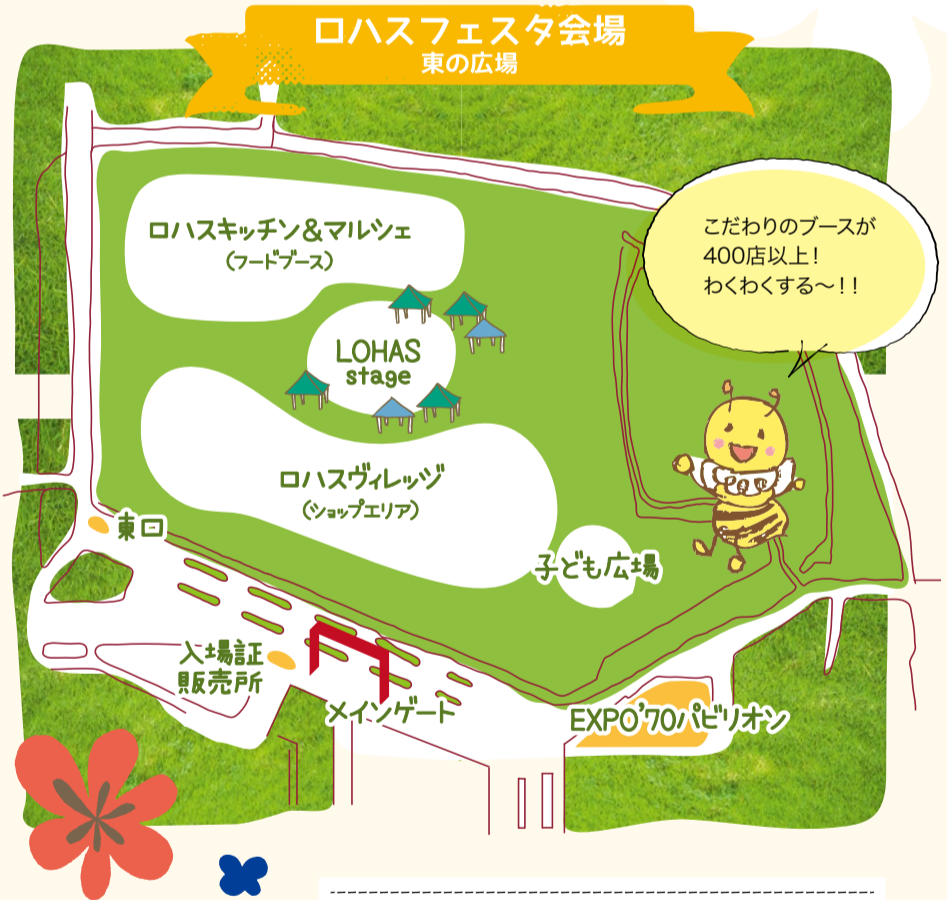 ロハスフェスタ会場
東の広場
こだわりのブースが
400店以上!
わくわくする〜!!
ロハスキッチン&マルシェ
(フードブース)
LOHAS
stage
ロハスヴィレッジ
(ショップエリア)
東口
子ども広場
入場証
販売所
メインゲート
EXPO'70パビリオン